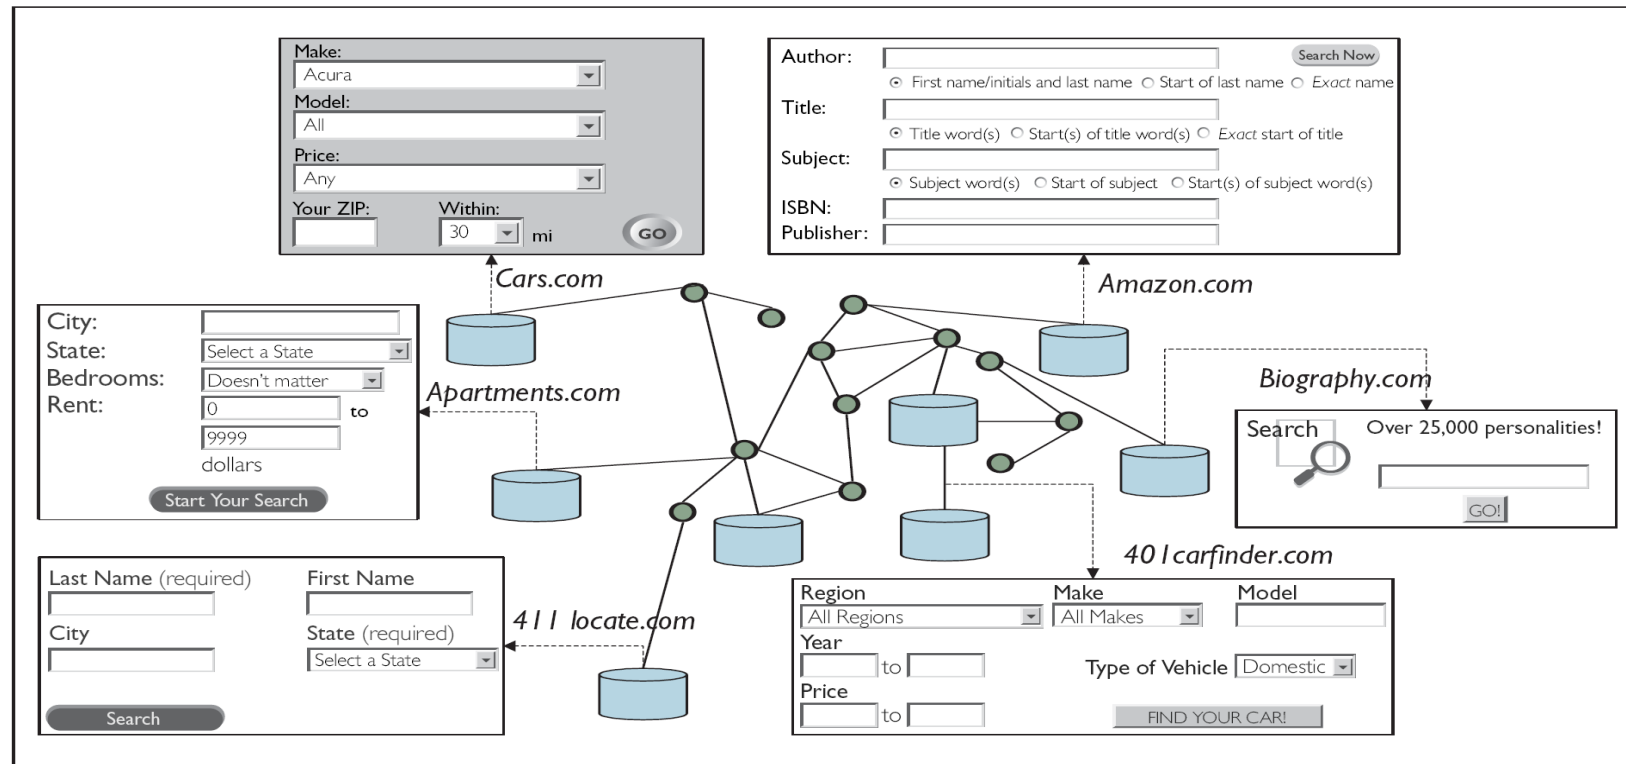 Make:
Acura
Model:
All
Price:
Any
Your ZIP: Within:
30 mi GO
Cars.com
Author: Search Now
First name/initials and last name Start of last name Exact name
Title:
Title word(s) Start(s) of title word(s) Exact start of title
Subject:
Subject word(s) Start of subject Start(s) of subject word(s)
ISBN:
Publisher:
Amazon.com
City:
State: Select a State
Bedrooms: Doesn't matter
Rent: 0 to
9999
dollars
Start Your Search
Apartments.com
Biography.com
Search Over 25,000 personalities!
GO!
Last Name (required) First Name
City State (required)
Select a State
Search
411 locate.com
401carfinder.com
Region Make Model
All Regions All Makes
Year
to Type of Vehicle Domestic
Price
to FIND YOUR CAR!